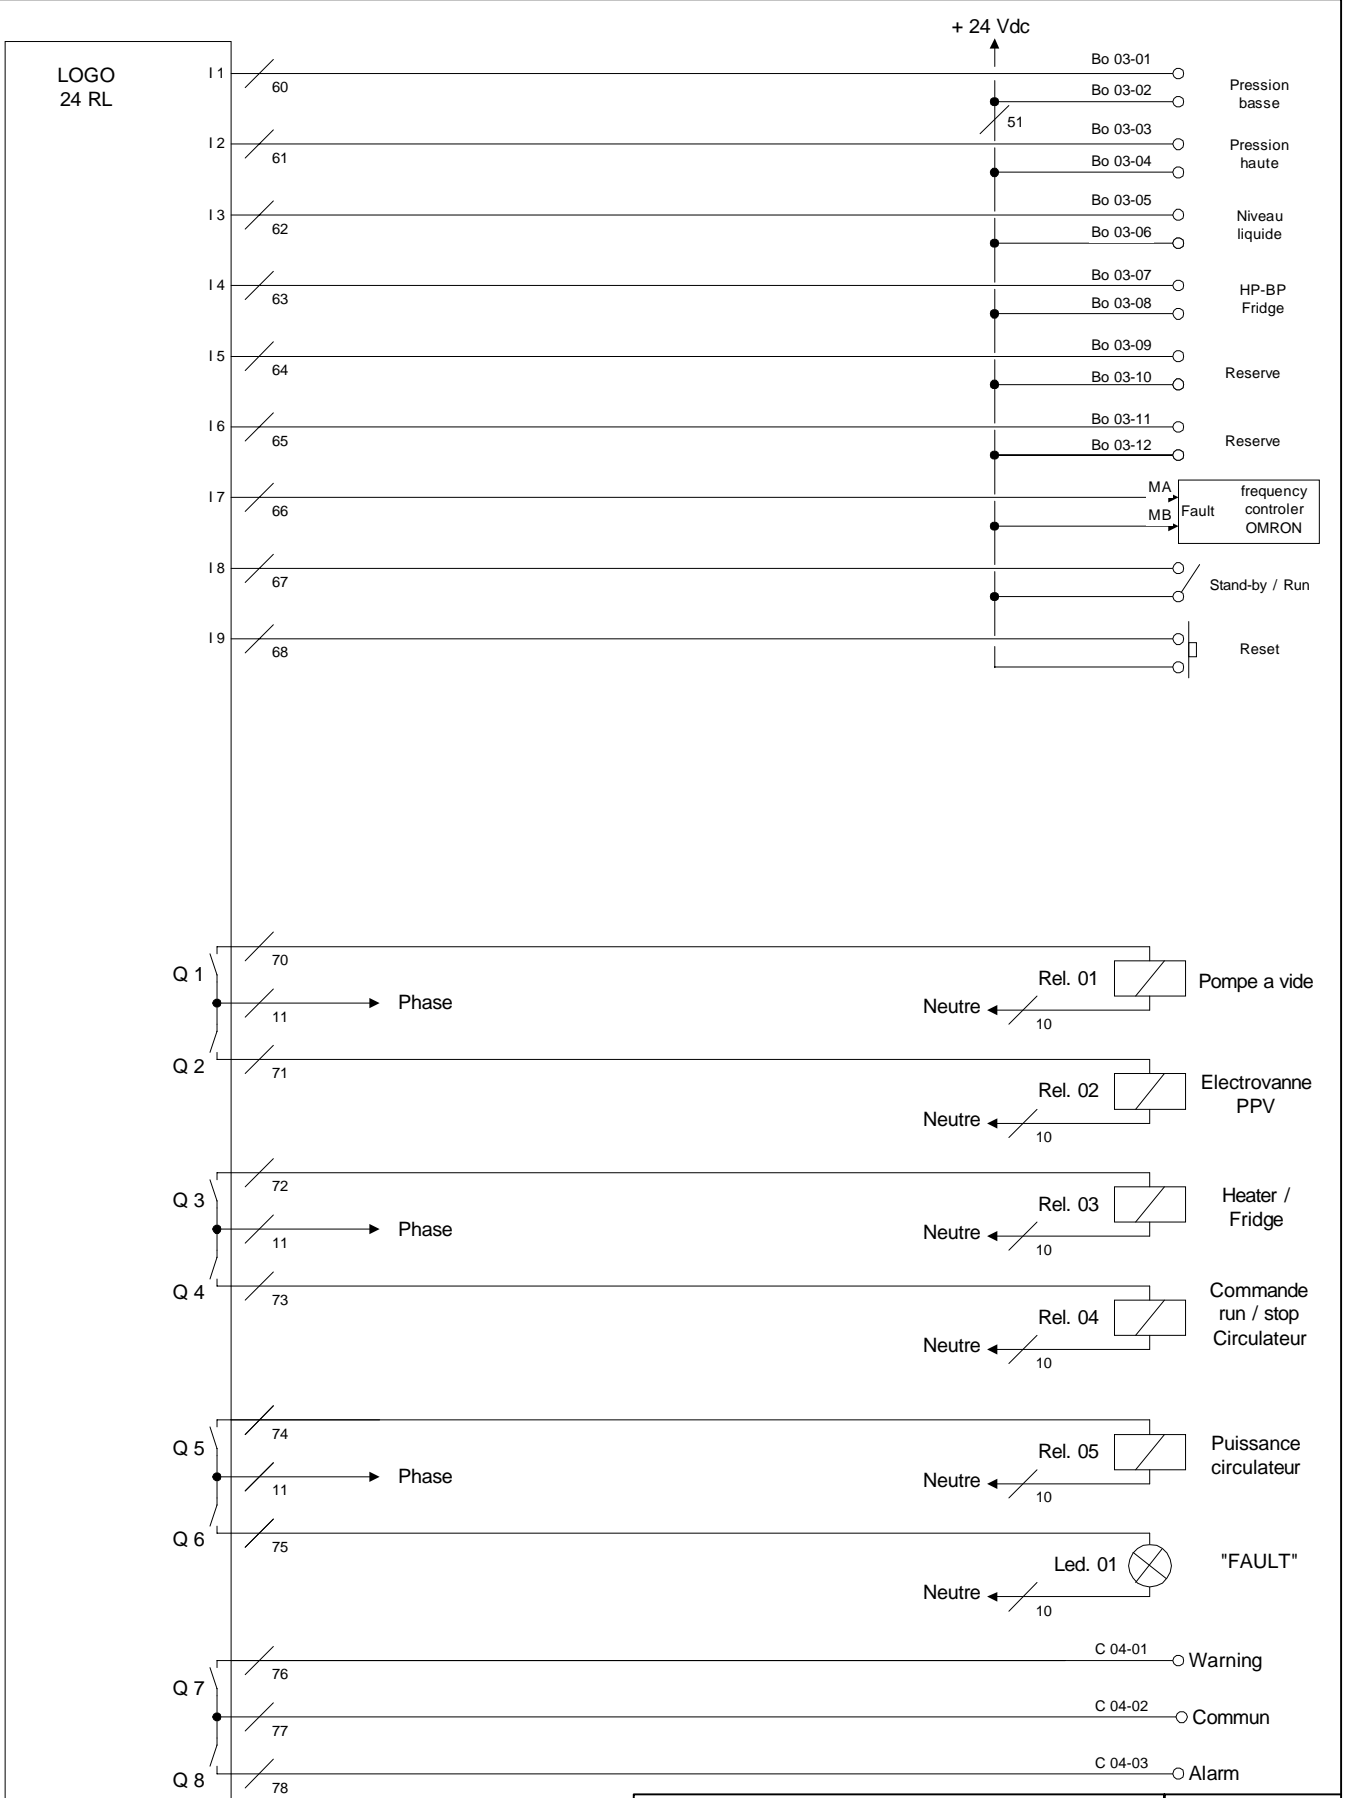 + 24 Vdc
LOGO
24 RL
I 1
60
Bo 03-01
Bo 03-02
Pression
basse
51
I 2
61
Bo 03-03
Bo 03-04
Pression
haute
I 3
62
Bo 03-05
Bo 03-06
Niveau
liquide
I 4
63
Bo 03-07
Bo 03-08
HP-BP
Fridge
I 5
64
Bo 03-09
Bo 03-10
Reserve
I 6
65
Bo 03-11
Bo 03-12
Reserve
I 7
66
MA
MB
Fault
frequency
controler
OMRON
I 8
67
Stand-by / Run
I 9
68
Reset
Q 1
70
11
Phase
Rel. 01
Neutre
10
Pompe a vide
Q 2
71
Rel. 02
Neutre
10
Electrovanne
PPV
Q 3
72
11
Phase
Rel. 03
Neutre
10
Heater /
Fridge
Q 4
73
Rel. 04
Neutre
10
Commande
run / stop
Circulateur
Q 5
74
11
Phase
Rel. 05
Neutre
10
Puissance
circulateur
Q 6
75
Led. 01
Neutre
10
"FAULT"
Q 7
76
C 04-01
Warning
77
C 04-02
Commun
Q 8
78
C 04-03
Alarm